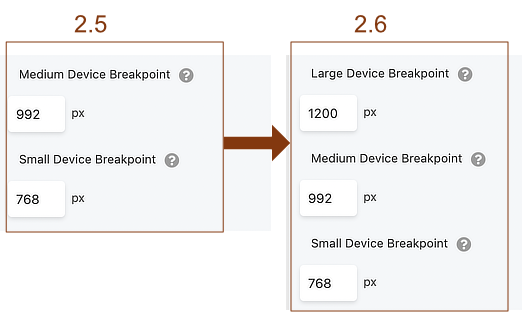 2.5
Medium Device Breakpoint ?
992 px
Small Device Breakpoint ?
768 px
2.6
Large Device Breakpoint ?
1200 px
Medium Device Breakpoint ?
992 px
Small Device Breakpoint ?
768 px